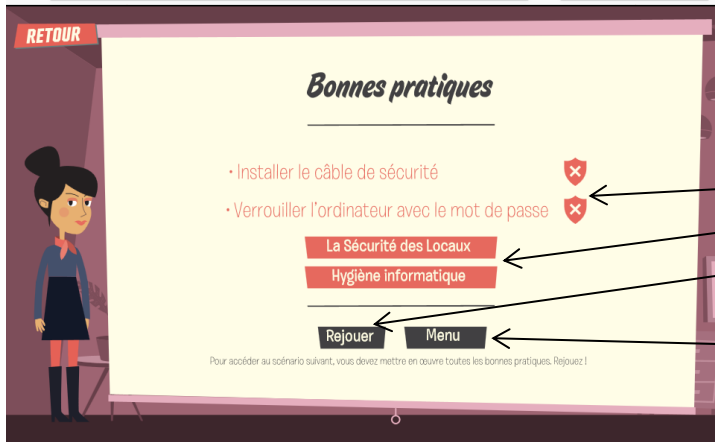 RETOUR
Bonnes pratiques
• Installer le câble de sécurité
• Verrouiller l'ordinateur avec le mot de passe
La Sécurité des Locaux
Hygiène informatique
Rejouer
Menu
Pour accéder au scénario suivant, vous devez mettre en œuvre toutes les bonnes pratiques. Rejouez !